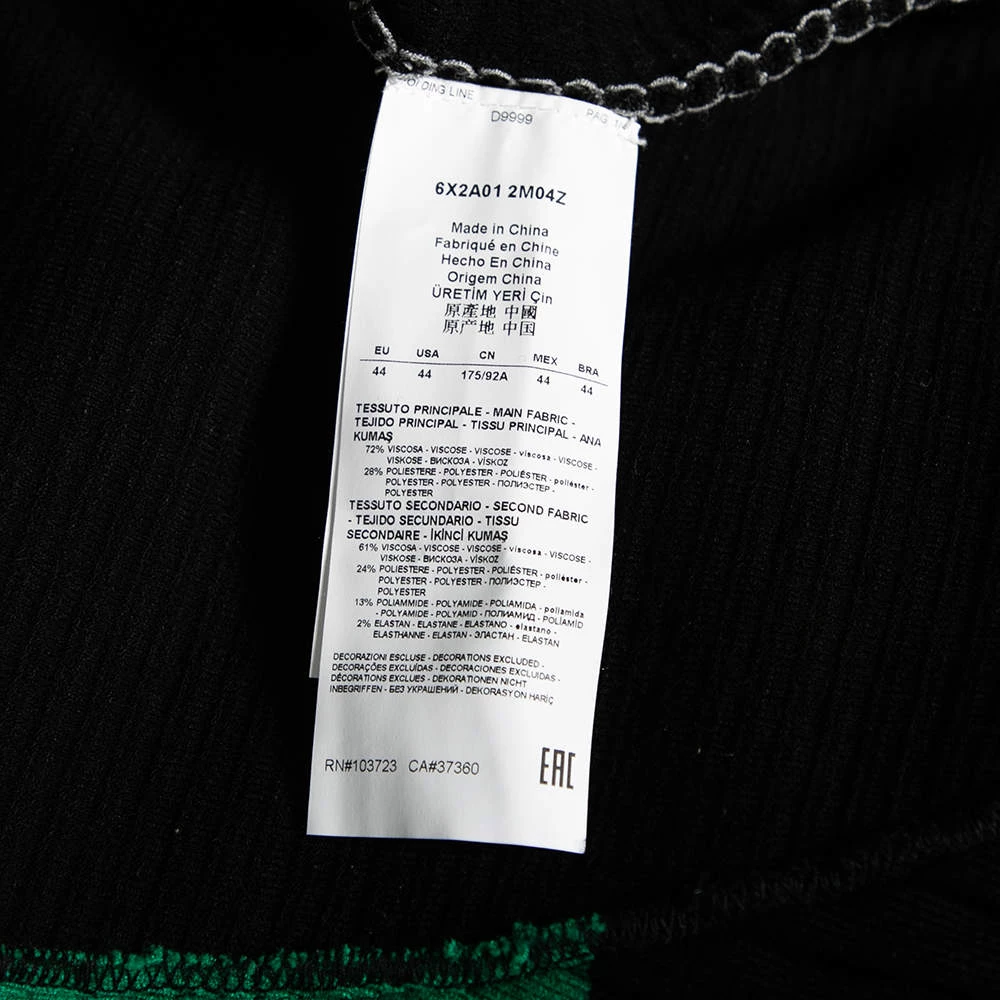 FOLDING LINE
PAG 1/4
D9999
6X2A01 2M04Z
Made in China
Fabriqué en Chine
Hecho En China
Origem China
ÜRETİM YERİ Çin
原產地 中國
原产地 中国
EU USA CN MEX BRA
44 44 175/92A 44 44
TESSUTO PRINCIPALE - MAIN FABRIC -
TEJIDO PRINCIPAL - TISSU PRINCIPAL - ANA
KUMAŞ
72% VISCOSA - VISCOSE - VISCOSE - viscosa - VISCOSE -
VISKOSE - ВИСКОЗА - VİSKOZ
28% POLIESTERE - POLYESTER - POLIÉSTER - poliéster -
POLYESTER - POLYESTER - ПОЛИЭСТЕР -
POLYESTER
TESSUTO SECONDARIO - SECOND FABRIC
- TEJIDO SECUNDARIO - TISSU
SECONDAIRE - İKİNCİ KUMAŞ
61% VISCOSA - VISCOSE - VISCOSE - viscosa - VISCOSE -
VISKOSE - ВИСКОЗА - VİSKOZ
24% POLIESTERE - POLYESTER - POLIÉSTER - poliéster -
POLYESTER - POLYESTER - ПОЛИЭСТЕР -
POLYESTER
13% POLIAMMIDE - POLYAMIDE - POLIAMIDA - poliamida
- POLYAMIDE - POLYAMID - ПОЛИАМИД - POLİAMİD
2% ELASTAN - ELASTANE - ELASTANO - elastano -
ELASTHANNE - ELASTAN - ЭЛАСТАН - ELASTAN
DECORAZIONI ESCLUSE - DECORATIONS EXCLUDED -
DECORAÇÕES EXCLUÍDAS - DECORACIONES EXCLUIDAS -
DÉCORATIONS EXCLUES - DEKORATIONEN NICHT
INBEGRIFFEN - БЕЗ УКРАШЕНИЙ - DEKORASYON HARİÇ
RN#103723 CA#37360
EAC